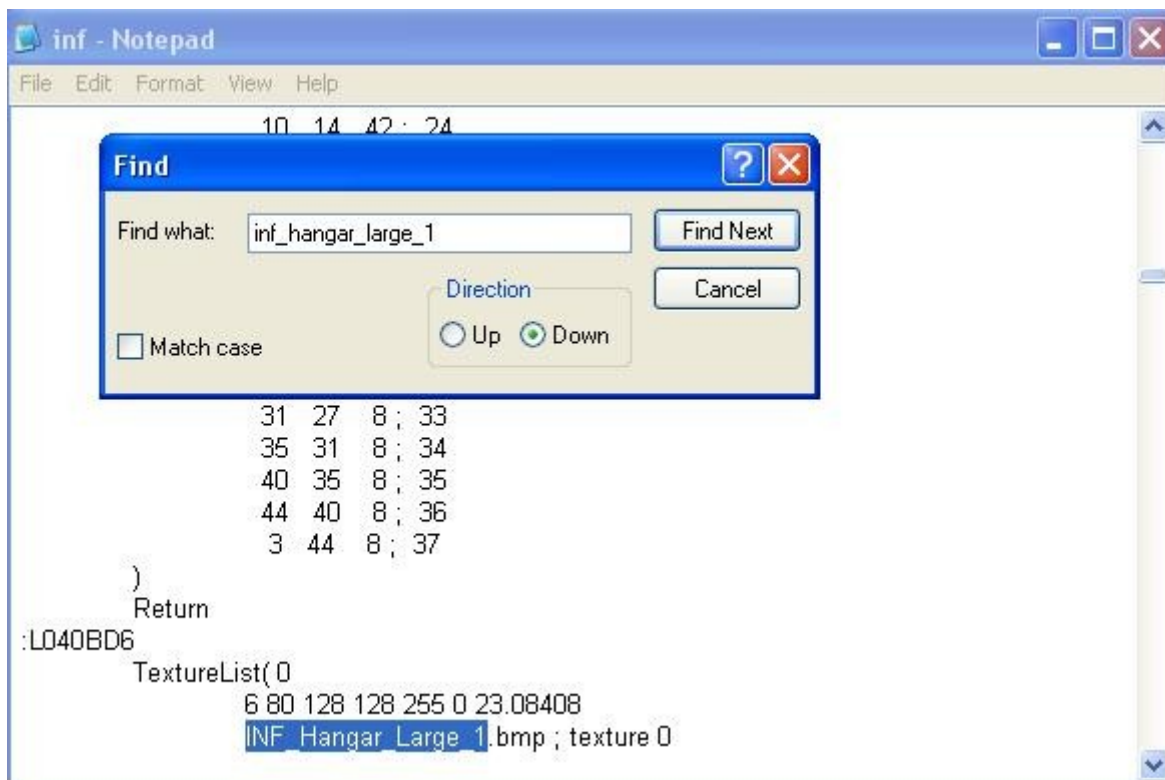 inf - Notepad
File Edit Format View Help
10 14 42 ; 24
Find
Find what: inf_hangar_large_1 Find Next
Direction Cancel
Match case Up Down
31 27 8 ; 33
35 31 8 ; 34
40 35 8 ; 35
44 40 8 ; 36
3 44 8 ; 37
)
Return
:L040BD6
TextureList( 0
6 80 128 128 255 0 23.08408
INF_Hangar_Large_1.bmp ; texture 0